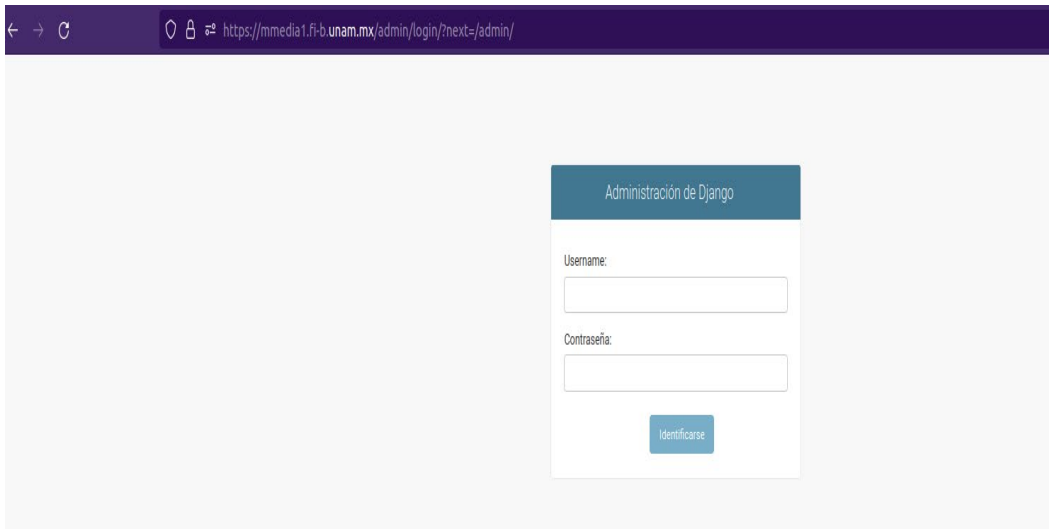 https://mmedia1.fi-b.unam.mx/admin/login/?next=/admin/
Administración de Django
Username:
Contraseña:
Identificarse